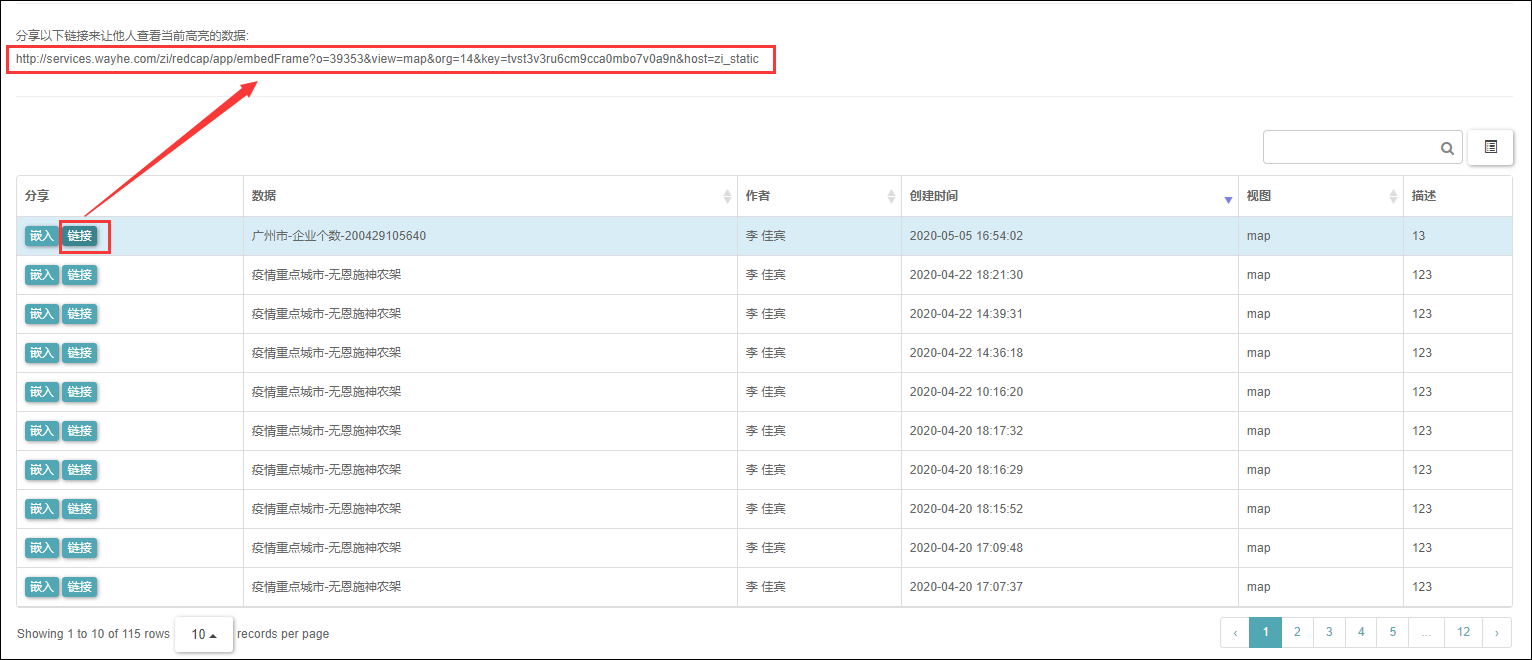 分享以下链接来让他人查看当前高亮的数据:
http://services.wayhe.com/zi/redcap/app/embedFrame?o=39353&view=map&org=14&key=tvst3v3ru6cm9cca0mbo7v0a9n&host=zi_static
分享 数据 作者 创建时间 视图 描述
嵌入 链接 广州市-企业个数-200429105640 李 佳宾 2020-05-05 16:54:02 map 13
嵌入 链接 疫情重点城市-无恩施神农架 李 佳宾 2020-04-22 18:21:30 map 123
嵌入 链接 疫情重点城市-无恩施神农架 李 佳宾 2020-04-22 14:39:31 map 123
嵌入 链接 疫情重点城市-无恩施神农架 李 佳宾 2020-04-22 14:36:18 map 123
嵌入 链接 疫情重点城市-无恩施神农架 李 佳宾 2020-04-22 10:16:20 map 123
嵌入 链接 疫情重点城市-无恩施神农架 李 佳宾 2020-04-20 18:17:32 map 123
嵌入 链接 疫情重点城市-无恩施神农架 李 佳宾 2020-04-20 18:16:29 map 123
嵌入 链接 疫情重点城市-无恩施神农架 李 佳宾 2020-04-20 18:15:52 map 123
嵌入 链接 疫情重点城市-无恩施神农架 李 佳宾 2020-04-20 17:09:48 map 123
嵌入 链接 疫情重点城市-无恩施神农架 李 佳宾 2020-04-20 17:07:37 map 123
Showing 1 to 10 of 115 rows 10 records per page ‹ 1 2 3 4 5 ... 12 ›